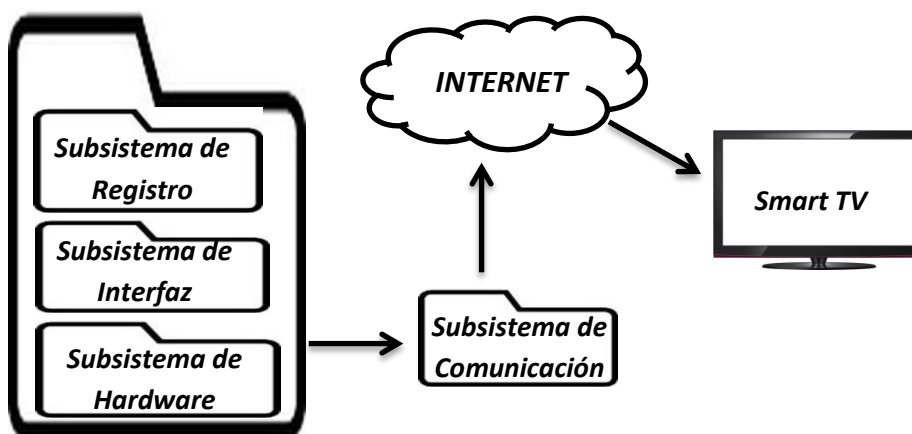 Subsistema de
Registro
Subsistema de
Interfaz
Subsistema de
Hardware
Subsistema de
Comunicación
INTERNET
Smart TV